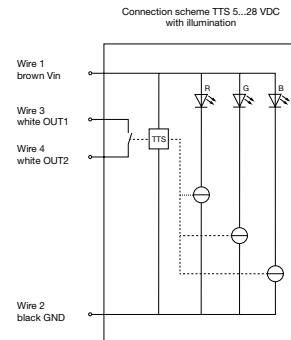 Connection scheme TTS 5...28 VDC
with illumination
Wire 1
brown Vin
R
G
B
Wire 3
white OUT1
TTS
Wire 4
white OUT2
Wire 2
black GND